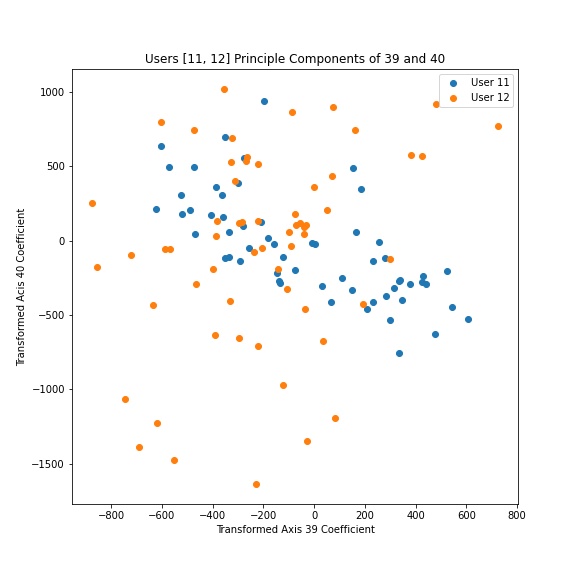 Users [11, 12] Principle Components of 39 and 40
User 11
User 12
1000
500
0
−500
−1000
−1500
Transformed Acis 40 Coefficient
−800 −600 −400 −200 0 200 400 600 800
Transformed Axis 39 Coefficient